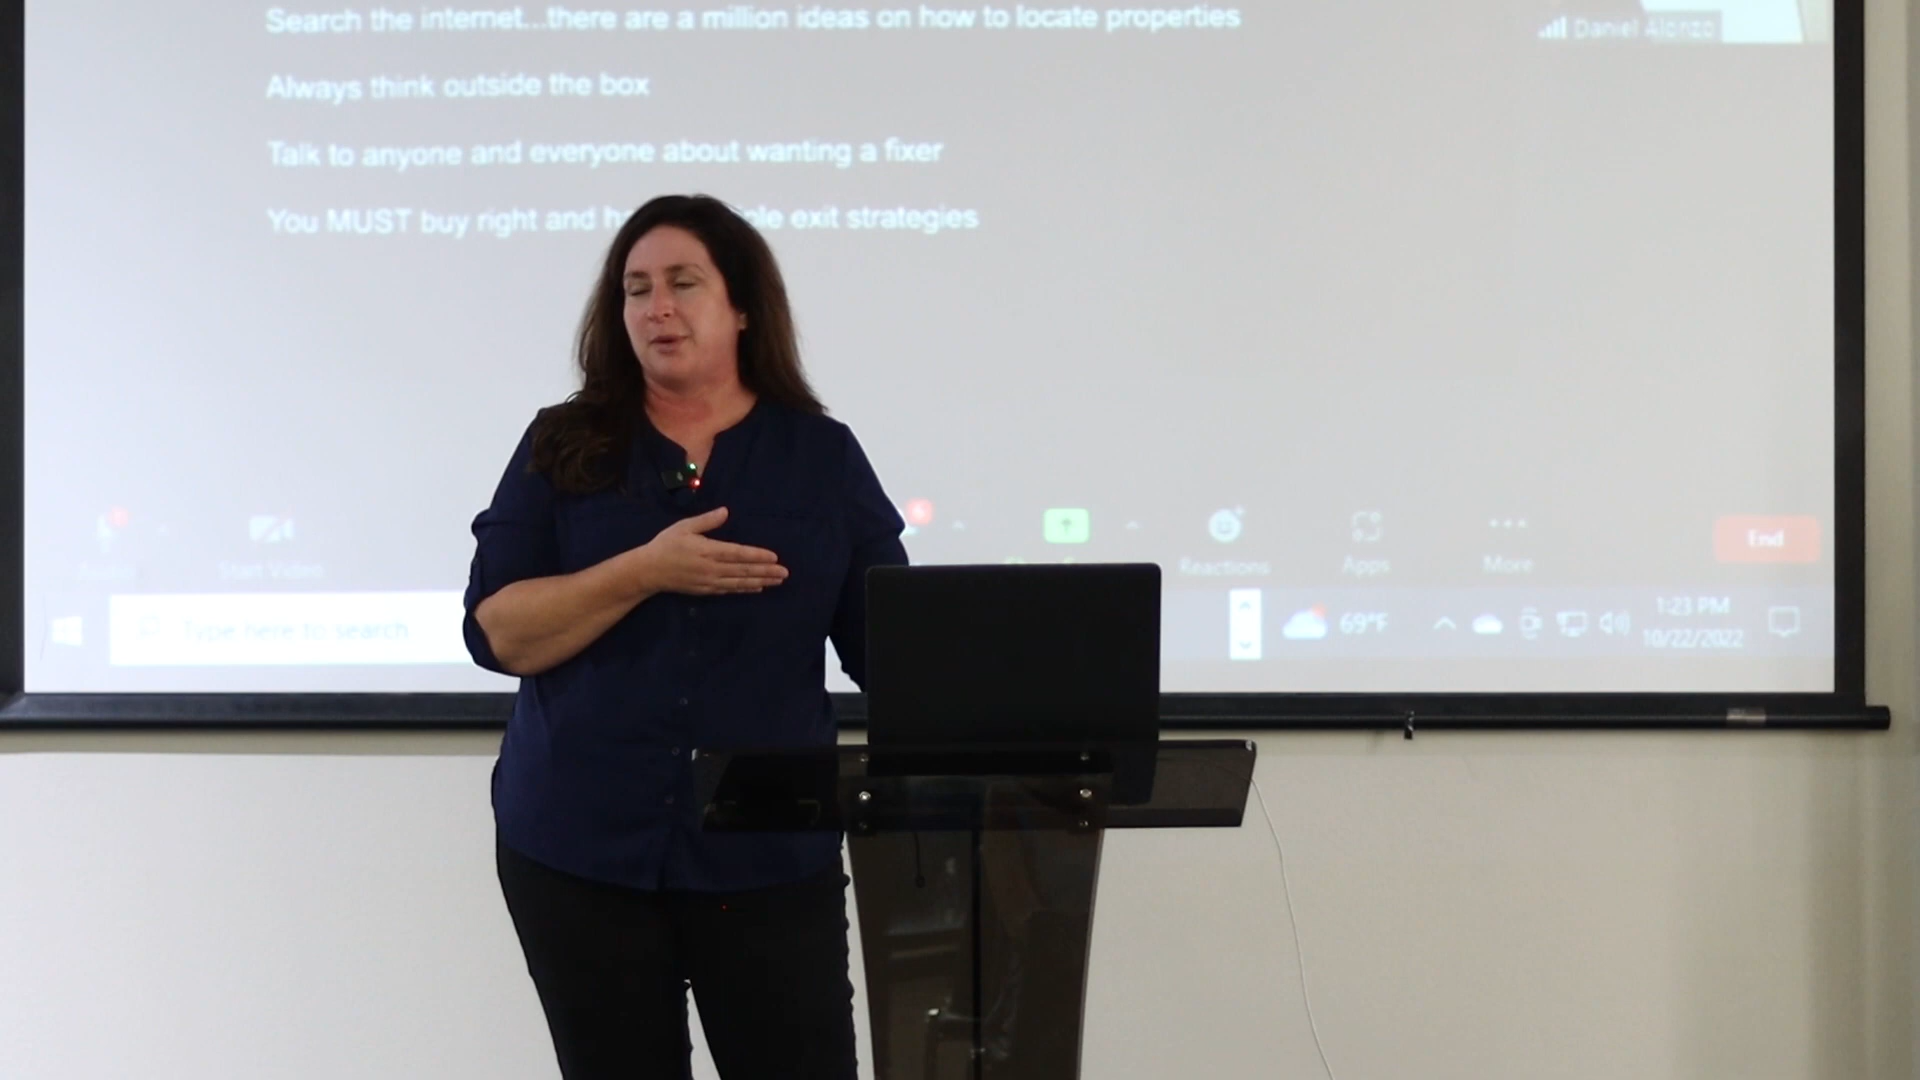 Search the internet...there are a million ideas on how to locate properties
Daniel Alonzo
Always think outside the box
Talk to anyone and everyone about wanting a fixer
You MUST buy right and exit strategies
Start Video
Reactions
Apps
More
End
Type here to search
69°F
1:23 PM
10/22/2022